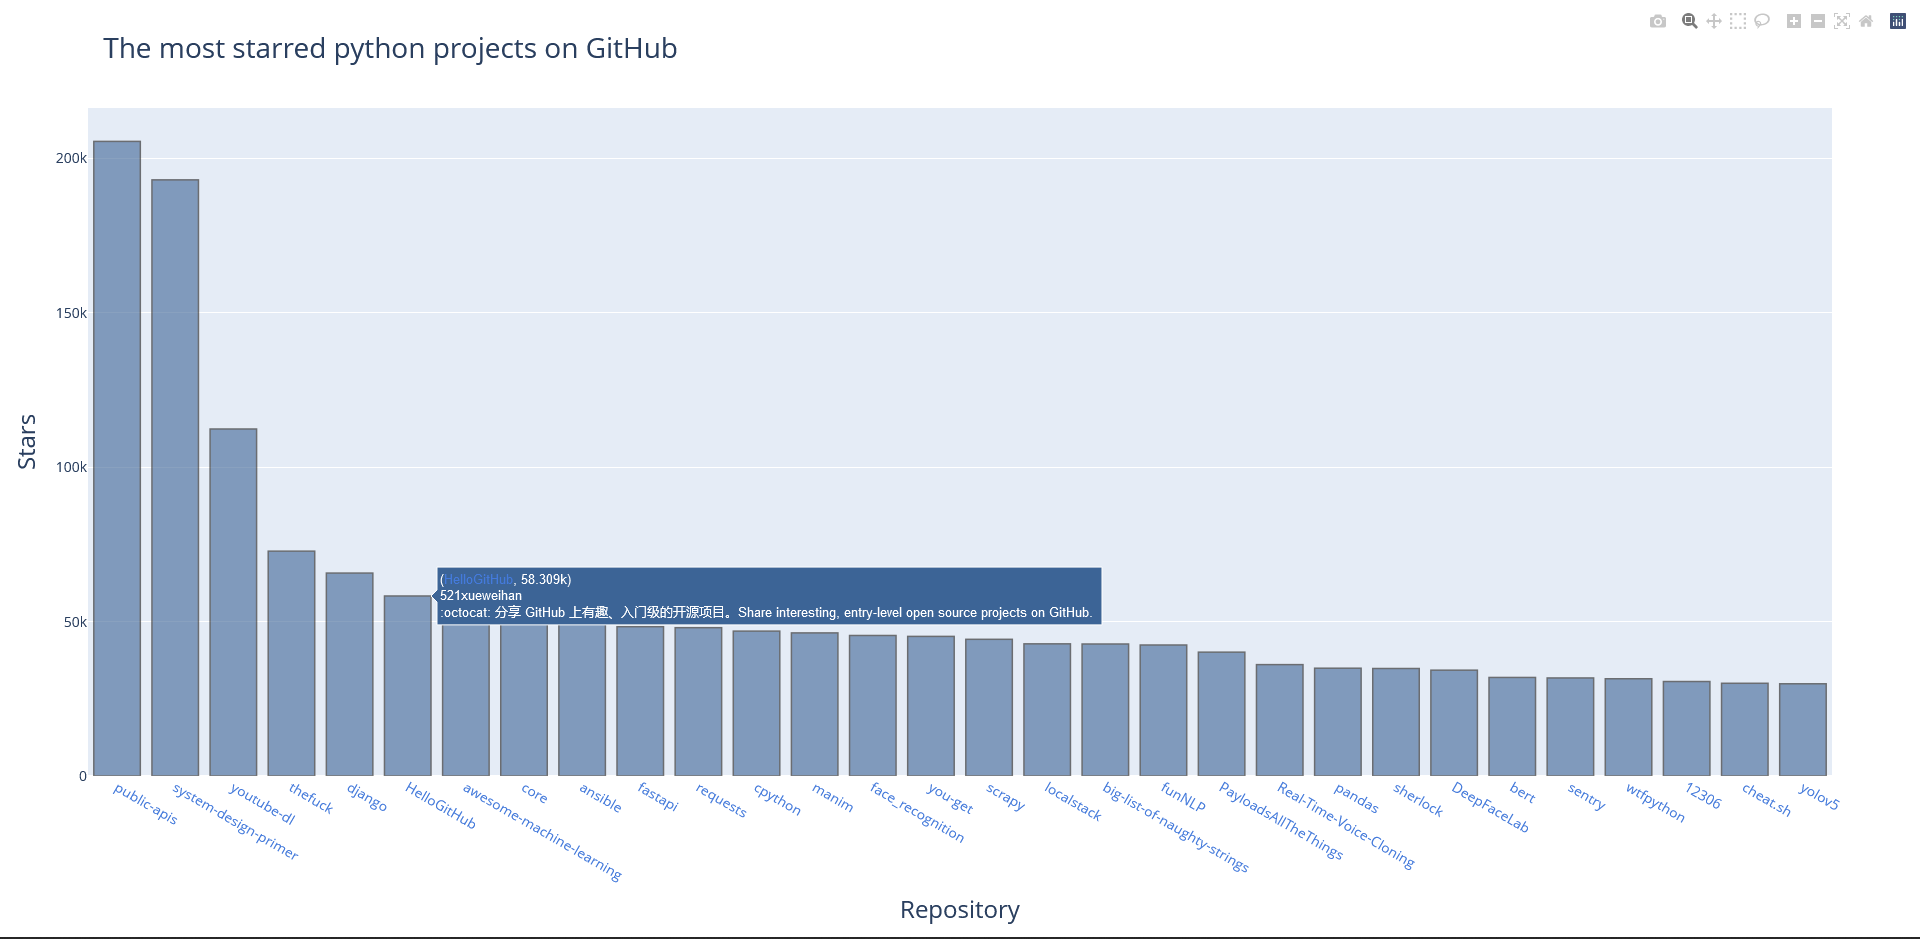 The most starred python projects on GitHub
200k
150k
100k
50k
0
Stars
(HelloGitHub, 58.309k)
521xueweihan
:octocat: 分享 GitHub 上有趣、入门级的开源项目。Share interesting, entry-level open source projects on GitHub.
public-apis
system-design-primer
youtube-dl
thefuck
django
HelloGitHub
awesome-machine-learning
core
ansible
fastapi
requests
cpython
manim
face_recognition
you-get
scrapy
localstack
big-list-of-naughty-strings
funNLP
PayloadsAllTheThings
Real-Time-Voice-Cloning
pandas
sherlock
DeepFaceLab
bert
sentry
wtfpython
12306
cheat.sh
yolov5
Repository